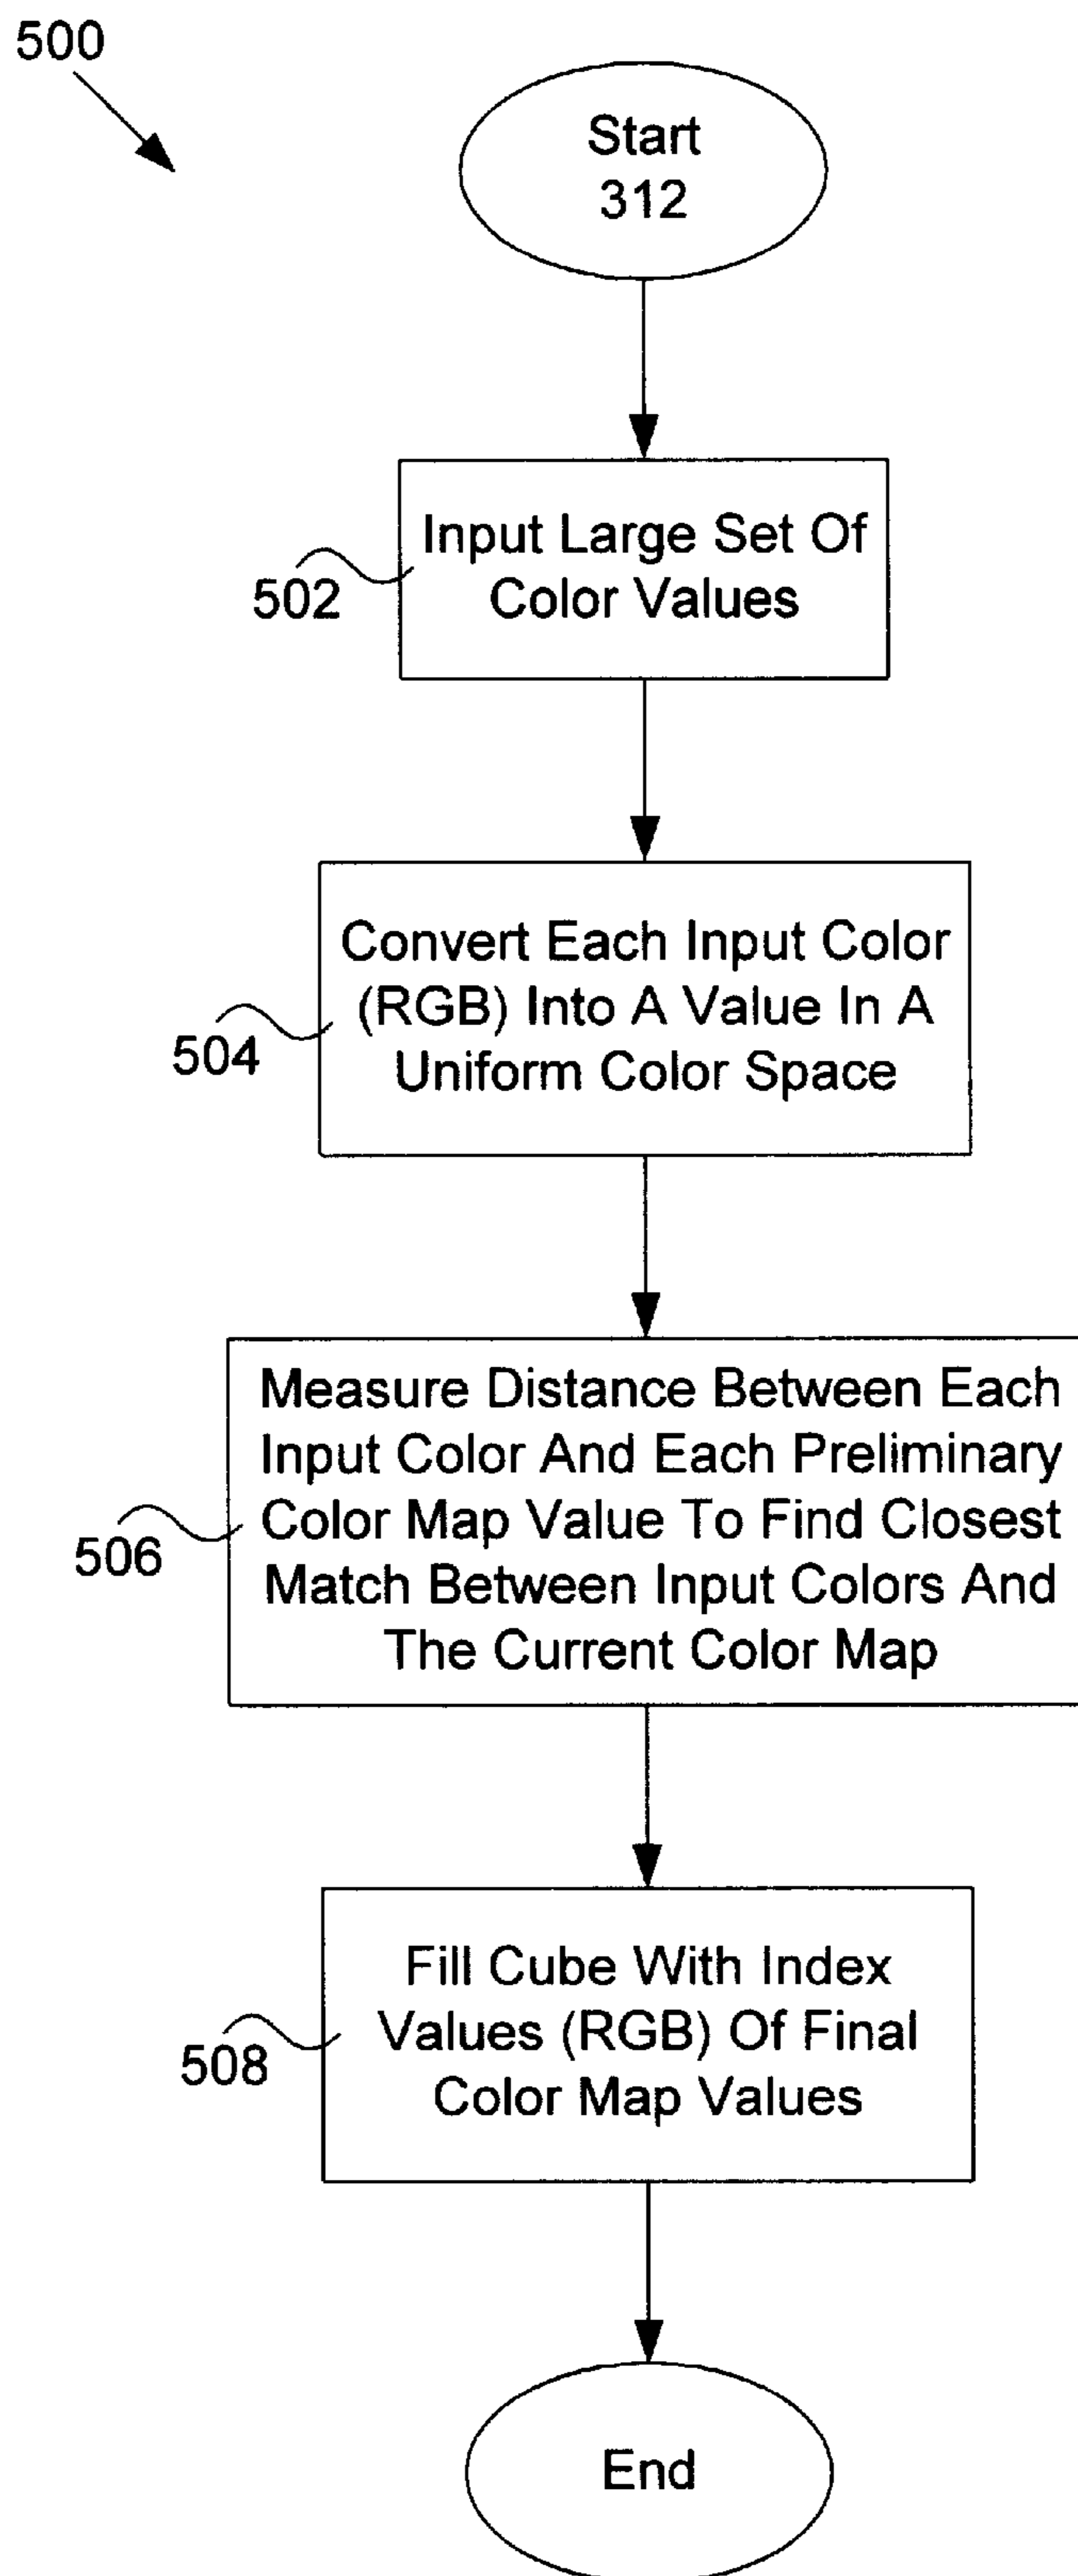 500
Start
312
Input Large Set Of
Color Values
502
Convert Each Input Color
(RGB) Into A Value In A
Uniform Color Space
504
Measure Distance Between Each
Input Color And Each Preliminary
Color Map Value To Find Closest
Match Between Input Colors And
The Current Color Map
506
Fill Cube With Index
Values (RGB) Of Final
Color Map Values
508
End